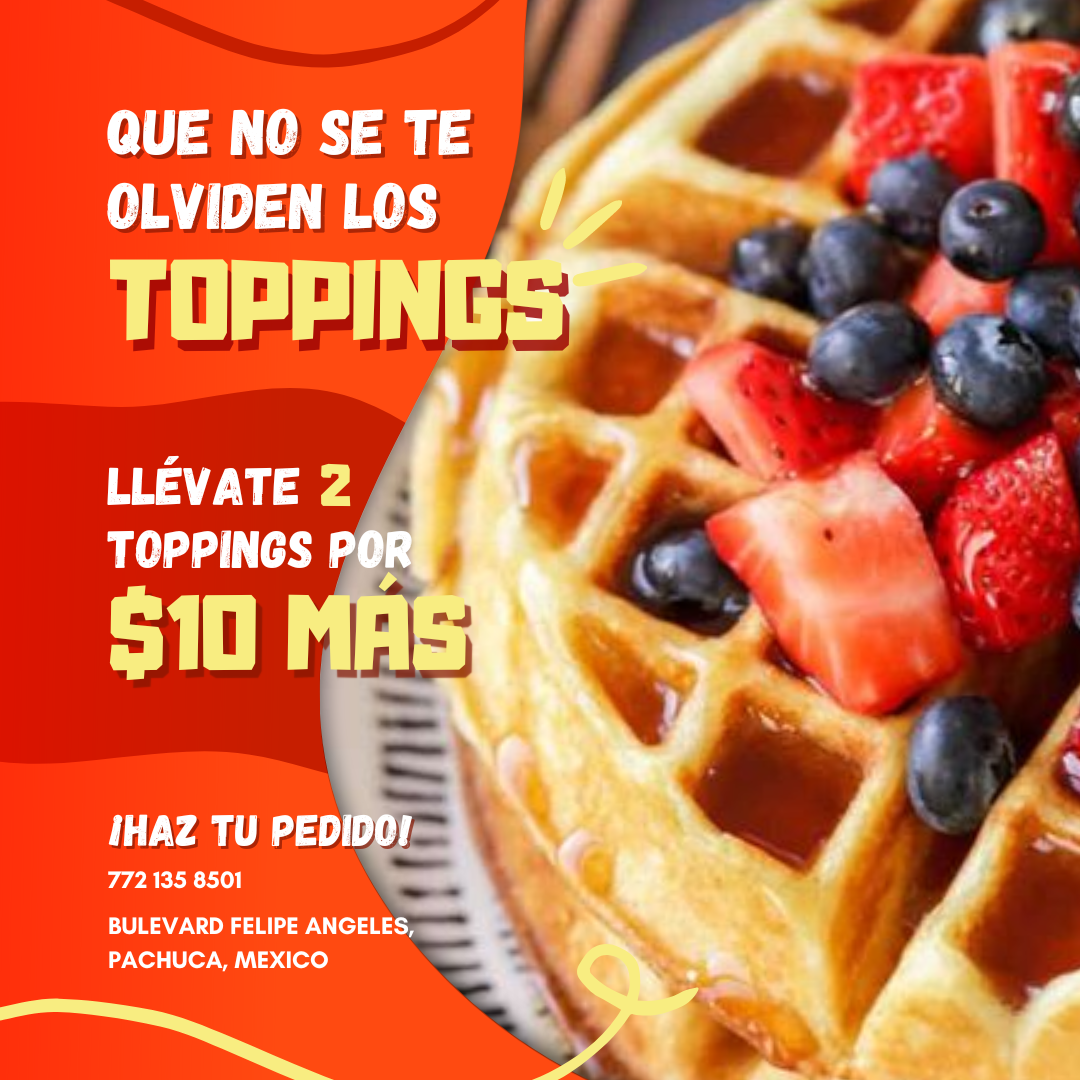 QUE NO SE TE
OLVIDEN LOS
TOPPINGS
LLÉVATE 2
TOPPINGS POR
$10 MÁS
¡HAZ TU PEDIDO!
772 135 8501
BULEVARD FELIPE ANGELES,
PACHUCA, MEXICO